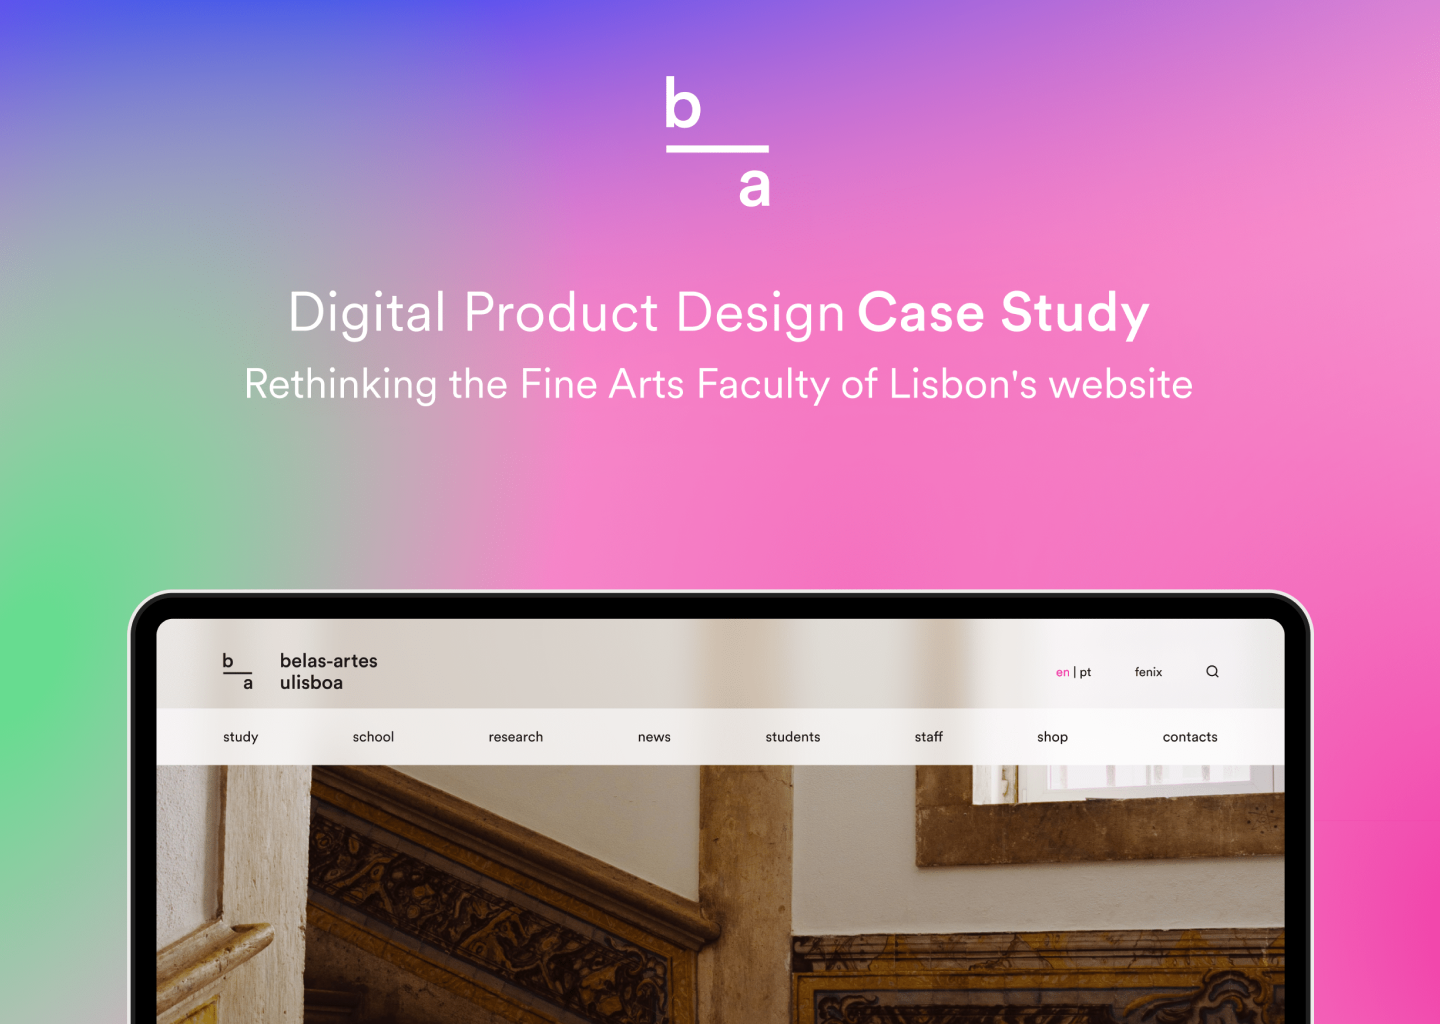 b
a
Digital Product Design Case Study
Rethinking the Fine Arts Faculty of Lisbon's website
b
a
belas-artes
ulisboa
en | pt
fenix
study
school
research
news
students
staff
shop
contacts